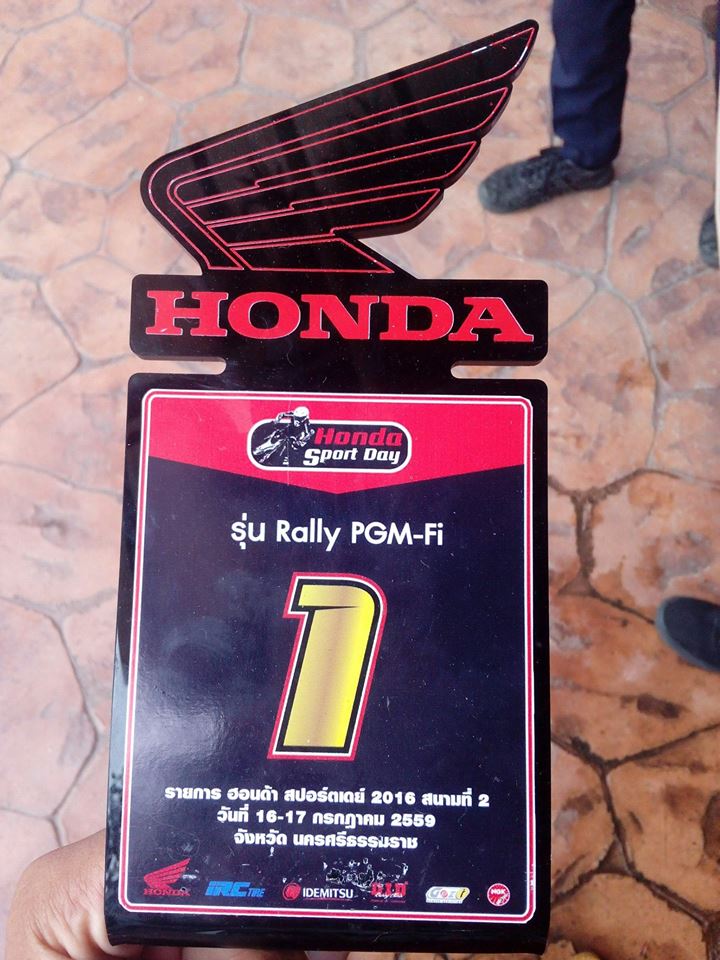 HONDA
Honda
Sport Day
รุ่น Rally PGM-Fi
1
รายการ ฮอนด้า สปอร์ตเดย์ 2016 สนามที่ 2
วันที่ 16-17 กรกฎาคม 2559
จังหวัด นครศรีธรรมราช
HONDA IRC TIRE IDEMITSU D.I.D NGK